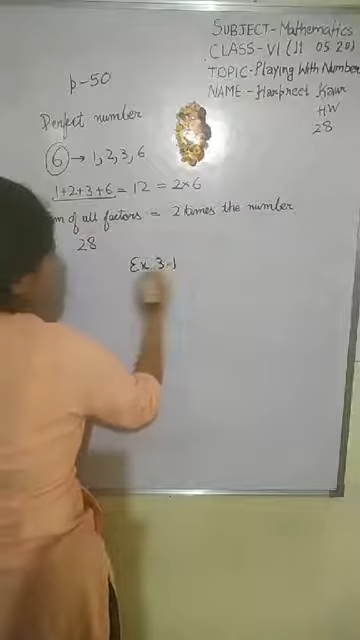 SUBJECT - Mathematics
CLASS - VI (11 05 20)
TOPIC - Playing With Number
NAME - Harpreet Kaur
HW
28
p-50
Perfect number
6 → 1, 2, 3, 6
1+2+3+6 = 12 = 2×6
of all factors = 2 times the number
28
Ex 3.1